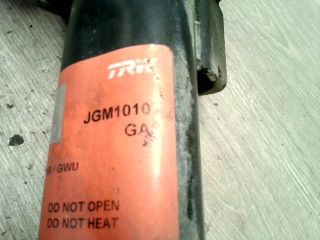 TRW
JGM1010
GA
/ GWU
DO NOT OPEN
DO NOT HEAT